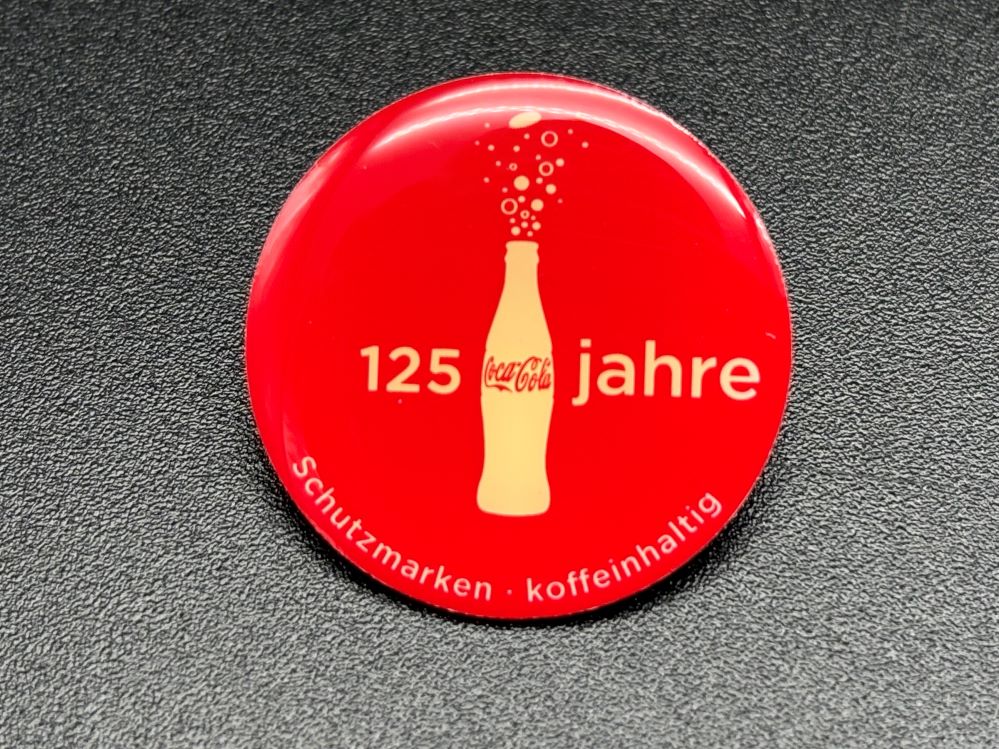 125 Coca-Cola jahre
Schutzmarken · koffeinhaltig